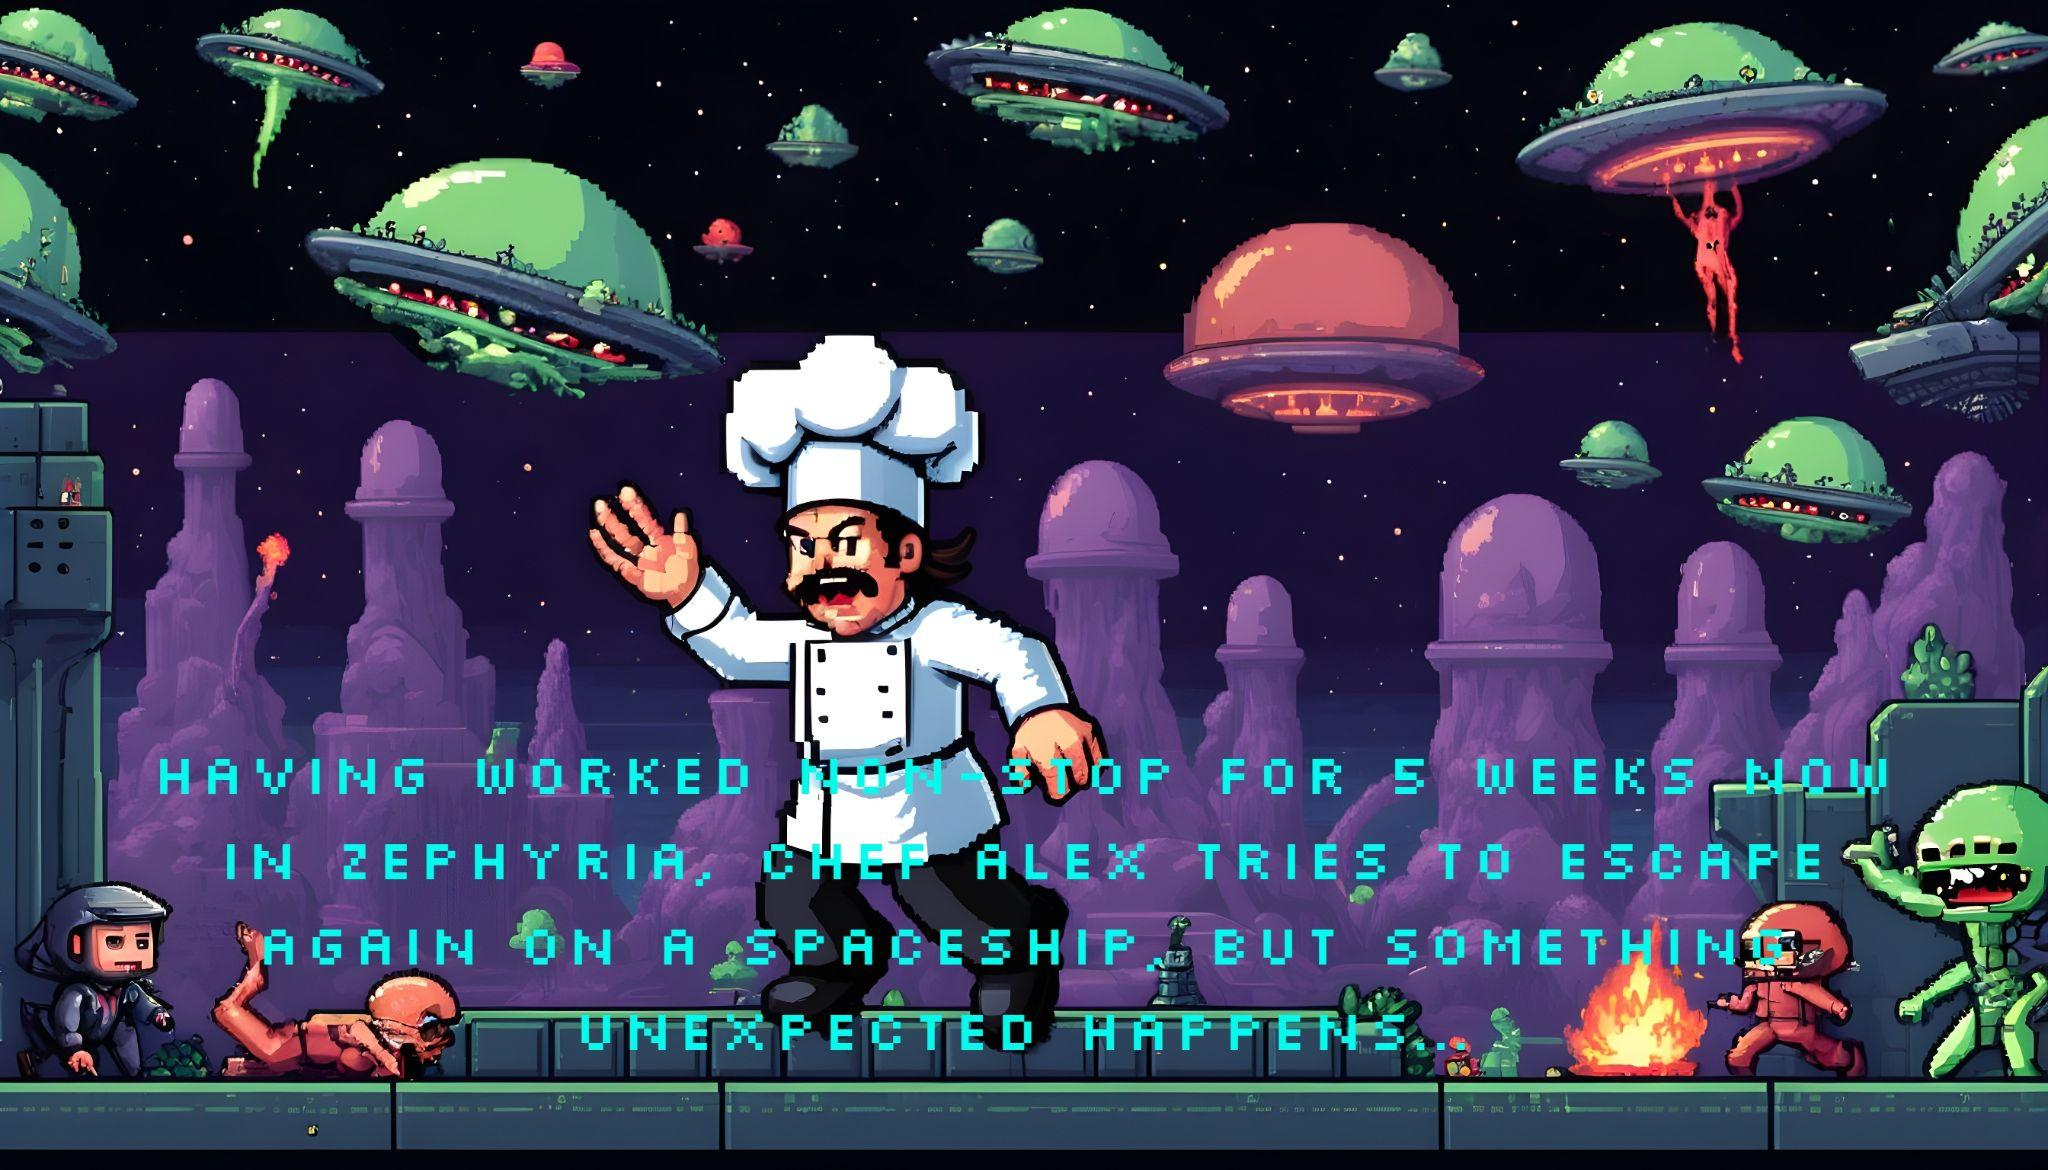 HAVING WORKED NON-STOP FOR 5 WEEKS NOW
IN ZEPHYRIA, CHEF ALEX TRIES TO ESCAPE
AGAIN ON A SPACESHIP. BUT SOMETHING
UNEXPECTED HAPPENS...